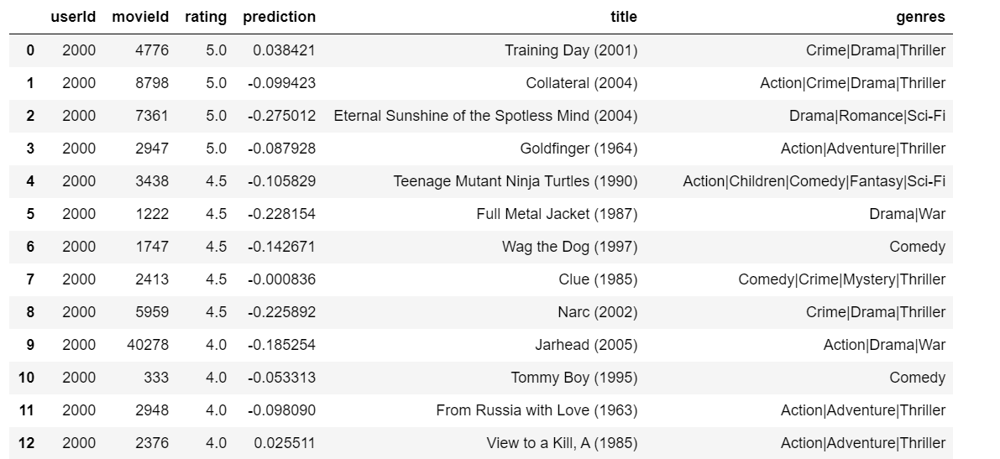 userId movieId rating prediction title genres
0 2000 4776 5.0 0.038421 Training Day (2001) Crime|Drama|Thriller
1 2000 8798 5.0 -0.099423 Collateral (2004) Action|Crime|Drama|Thriller
2 2000 7361 5.0 -0.275012 Eternal Sunshine of the Spotless Mind (2004) Drama|Romance|Sci-Fi
3 2000 2947 5.0 -0.087928 Goldfinger (1964) Action|Adventure|Thriller
4 2000 3438 4.5 -0.105829 Teenage Mutant Ninja Turtles (1990) Action|Children|Comedy|Fantasy|Sci-Fi
5 2000 1222 4.5 -0.228154 Full Metal Jacket (1987) Drama|War
6 2000 1747 4.5 -0.142671 Wag the Dog (1997) Comedy
7 2000 2413 4.5 -0.000836 Clue (1985) Comedy|Crime|Mystery|Thriller
8 2000 5959 4.5 -0.225892 Narc (2002) Crime|Drama|Thriller
9 2000 40278 4.0 -0.185254 Jarhead (2005) Action|Drama|War
10 2000 333 4.0 -0.053313 Tommy Boy (1995) Comedy
11 2000 2948 4.0 -0.098090 From Russia with Love (1963) Action|Adventure|Thriller
12 2000 2376 4.0 0.025511 View to a Kill, A (1985) Action|Adventure|Thriller